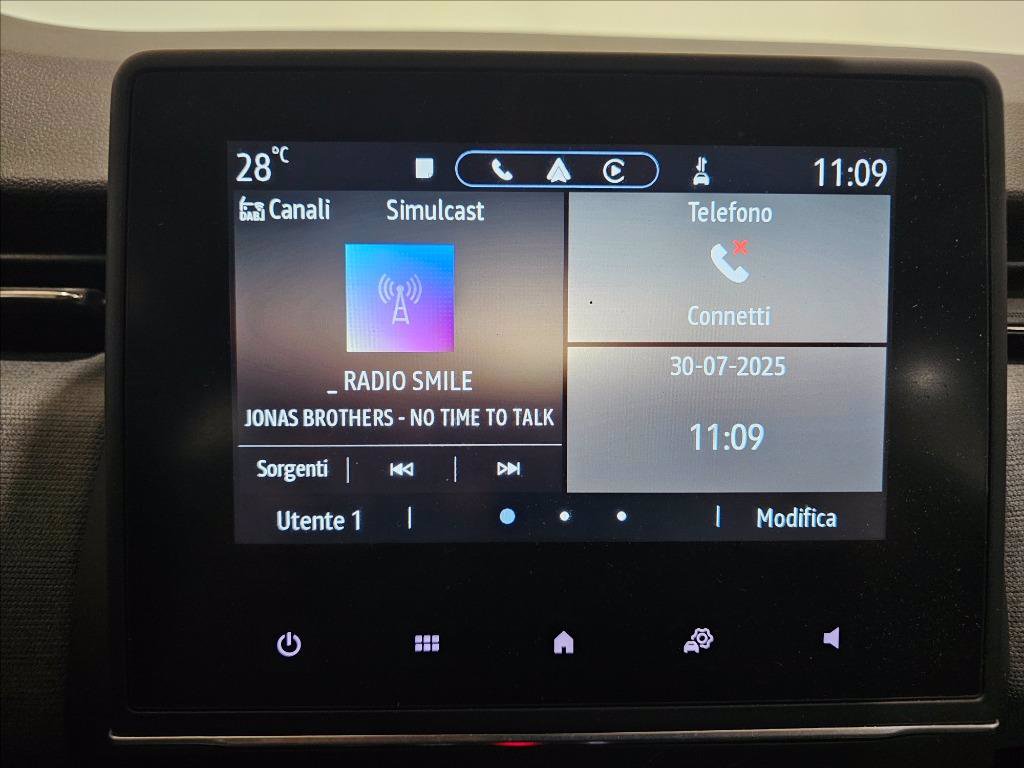 28°C
11:09
DAB Canali
Simulcast
_ RADIO SMILE
JONAS BROTHERS - NO TIME TO TALK
Sorgenti
Telefono
Connetti
30-07-2025
11:09
Utente 1
Modifica